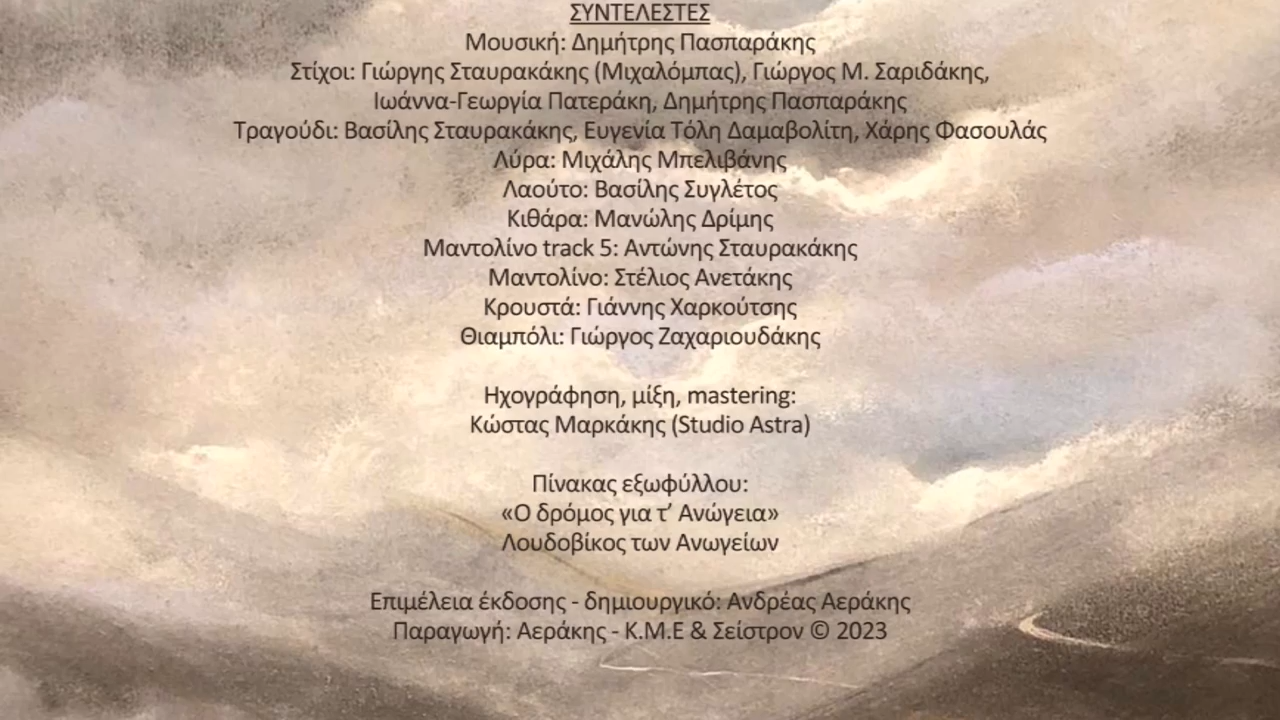 ΣΥΝΤΕΛΕΣΤΕΣ
Μουσική: Δημήτρης Πασπαράκης
Στίχοι: Γιώργης Σταυρακάκης (Μιχαλόμπας), Γιώργος Μ. Σαριδάκης,
Ιωάννα-Γεωργία Πατεράκη, Δημήτρης Πασπαράκης
Τραγούδι: Βασίλης Σταυρακάκης, Ευγενία Τόλη Δαμαβολίτη, Χάρης Φασουλάς
Λύρα: Μιχάλης Μπελιβάνης
Λαούτο: Βασίλης Συγλέτος
Κιθάρα: Μανώλης Δρίμης
Μαντολίνο track 5: Αντώνης Σταυρακάκης
Μαντολίνο: Στέλιος Ανετάκης
Κρουστά: Γιάννης Χαρκούτσης
Θιαμπόλι: Γιώργος Ζαχαριουδάκης
Ηχογράφηση, μίξη, mastering:
Κώστας Μαρκάκης (Studio Astra)
Πίνακας εξωφύλλου:
«Ο δρόμος για τ’ Ανώγεια»
Λουδοβίκος των Ανωγείων
Επιμέλεια έκδοσης - δημιουργικό: Ανδρέας Αεράκης
Παραγωγή: Αεράκης - Κ.Μ.Ε & Σείστρον © 2023